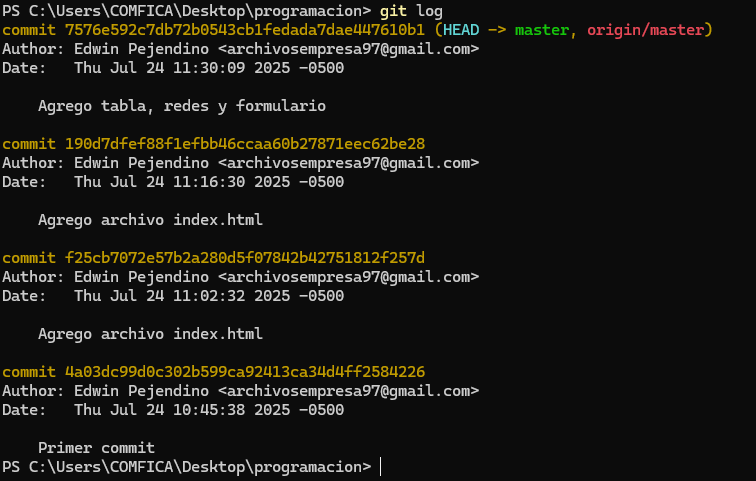 PS C:\Users\COMFICA\Desktop\programacion> git log
commit 7576e592c7db72b0543cb1fedada7dae447610b1 (HEAD -> master, origin/master)
Author: Edwin Pejendino <archivosempresa97@gmail.com>
Date:   Thu Jul 24 11:30:09 2025 -0500
    Agrego tabla, redes y formulario
commit 190d7dfef88f1efbb46ccaa60b27871eec62be28
Author: Edwin Pejendino <archivosempresa97@gmail.com>
Date:   Thu Jul 24 11:16:30 2025 -0500
    Agrego archivo index.html
commit f25cb7072e57b2a280d5f07842b42751812f257d
Author: Edwin Pejendino <archivosempresa97@gmail.com>
Date:   Thu Jul 24 11:02:32 2025 -0500
    Agrego archivo index.html
commit 4a03dc99d0c302b599ca92413ca34d4ff2584226
Author: Edwin Pejendino <archivosempresa97@gmail.com>
Date:   Thu Jul 24 10:45:38 2025 -0500
    Primer commit
PS C:\Users\COMFICA\Desktop\programacion>